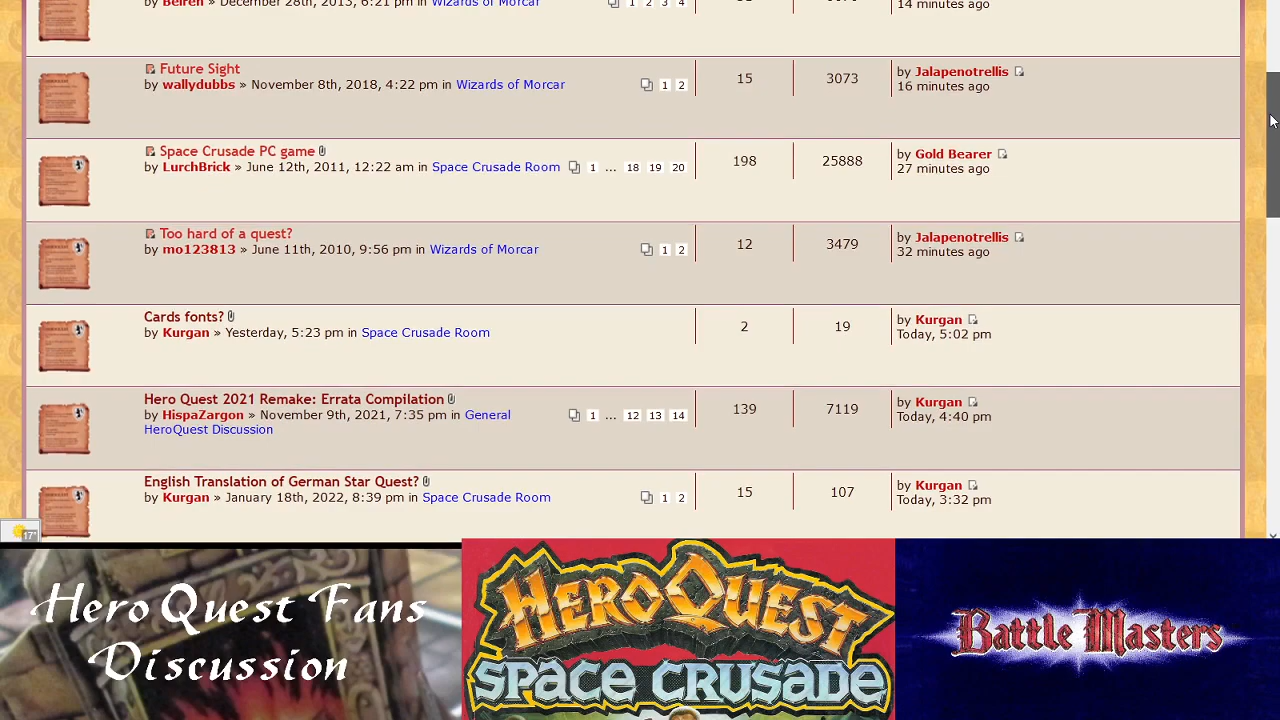 by Beiren » December 28th, 2013, 6:21 pm in Wizards of Morcar 1 2 3 4
14 minutes ago
Future Sight
by wallydubbs » November 8th, 2018, 4:22 pm in Wizards of Morcar 1 2 15 3073 by Jalapenotrellis
16 minutes ago
Space Crusade PC game
by LurchBrick » June 12th, 2011, 12:22 am in Space Crusade Room 1 ... 18 19 20 198 25888 by Gold Bearer
27 minutes ago
Too hard of a quest?
by mo123813 » June 11th, 2010, 9:56 pm in Wizards of Morcar 1 2 12 3479 by Jalapenotrellis
32 minutes ago
Cards fonts?
by Kurgan » Yesterday, 5:23 pm in Space Crusade Room 2 19 by Kurgan
Today, 5:02 pm
Hero Quest 2021 Remake: Errata Compilation
by HispaZargon » November 9th, 2021, 7:35 pm in General 1 ... 12 13 14 139 7119 by Kurgan
HeroQuest Discussion Today, 4:40 pm
English Translation of German Star Quest?
by Kurgan » January 18th, 2022, 8:39 pm in Space Crusade Room 1 2 15 107 by Kurgan
Today, 3:32 pm
17°
HeroQuest Fans
Discussion
HEROQUEST
SPACE CRUSADE
Battle Masters